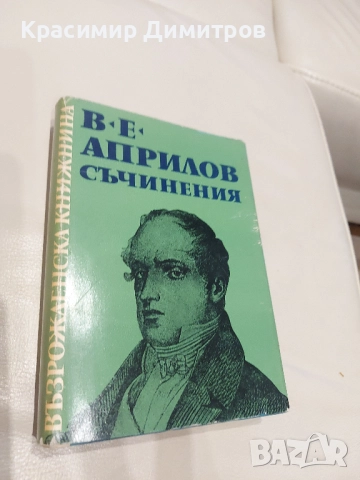 Красимир Димитров
В·Е·
АПРИЛОВ
СЪЧИНЕНИЯ
ВЪЗРОЖДЕНСКА КНИЖНИНА
BAZAR